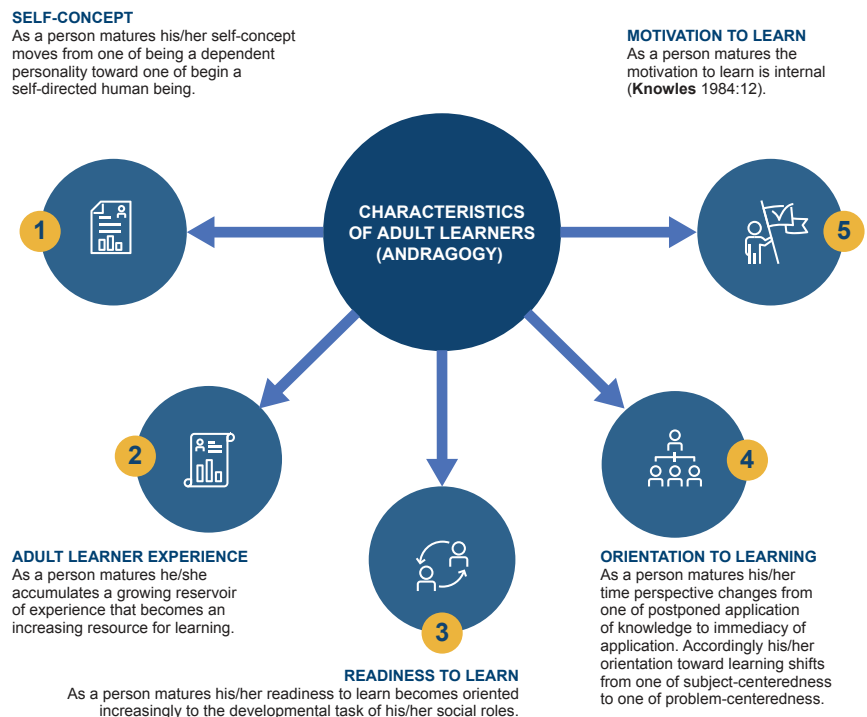 SELF-CONCEPT
As a person matures his/her self-concept
moves from one of being a dependent
personality toward one of begin a
self-directed human being.
MOTIVATION TO LEARN
As a person matures the
motivation to learn is internal
(Knowles 1984:12).
CHARACTERISTICS
OF ADULT LEARNERS
(ANDRAGOGY)
1
5
2
4
ADULT LEARNER EXPERIENCE
As a person matures he/she
accumulates a growing reservoir
of experience that becomes an
increasing resource for learning.
3
READINESS TO LEARN
As a person matures his/her readiness to learn becomes oriented
increasingly to the developmental task of his/her social roles.
ORIENTATION TO LEARNING
As a person matures his/her
time perspective changes from
one of postponed application
of knowledge to immediacy of
application. Accordingly his/her
orientation toward learning shifts
from one of subject-centeredness
to one of problem-centeredness.